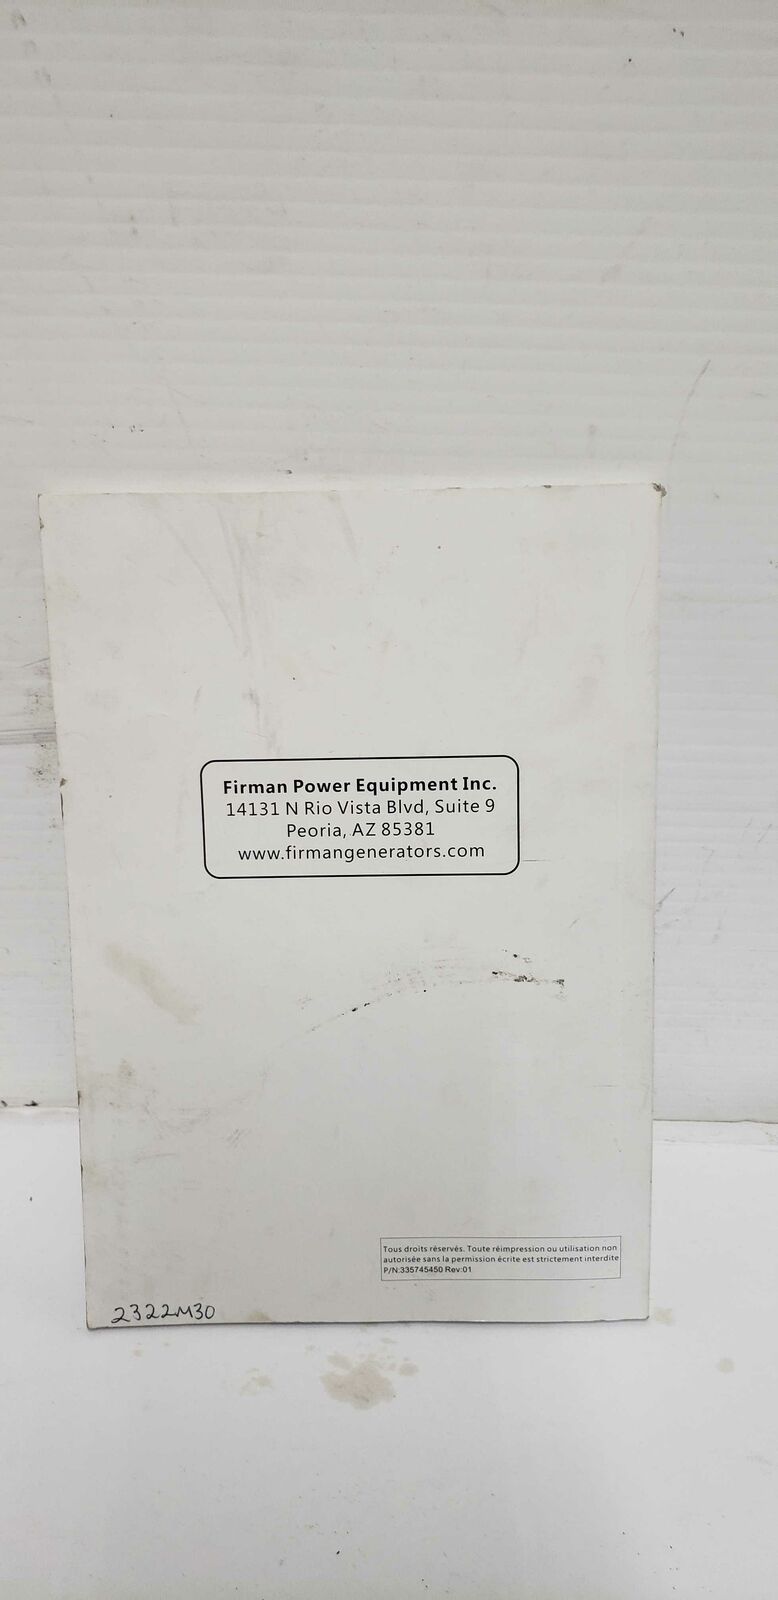 Firman Power Equipment Inc.
14131 N Rio Vista Blvd, Suite 9
Peoria, AZ 85381
www.firmangenerators.com
Tous droits réservés. Toute réimpression ou utilisation non
autorisée sans la permission écrite est strictement interdite
P/N:335745450 Rev:01
2322M30